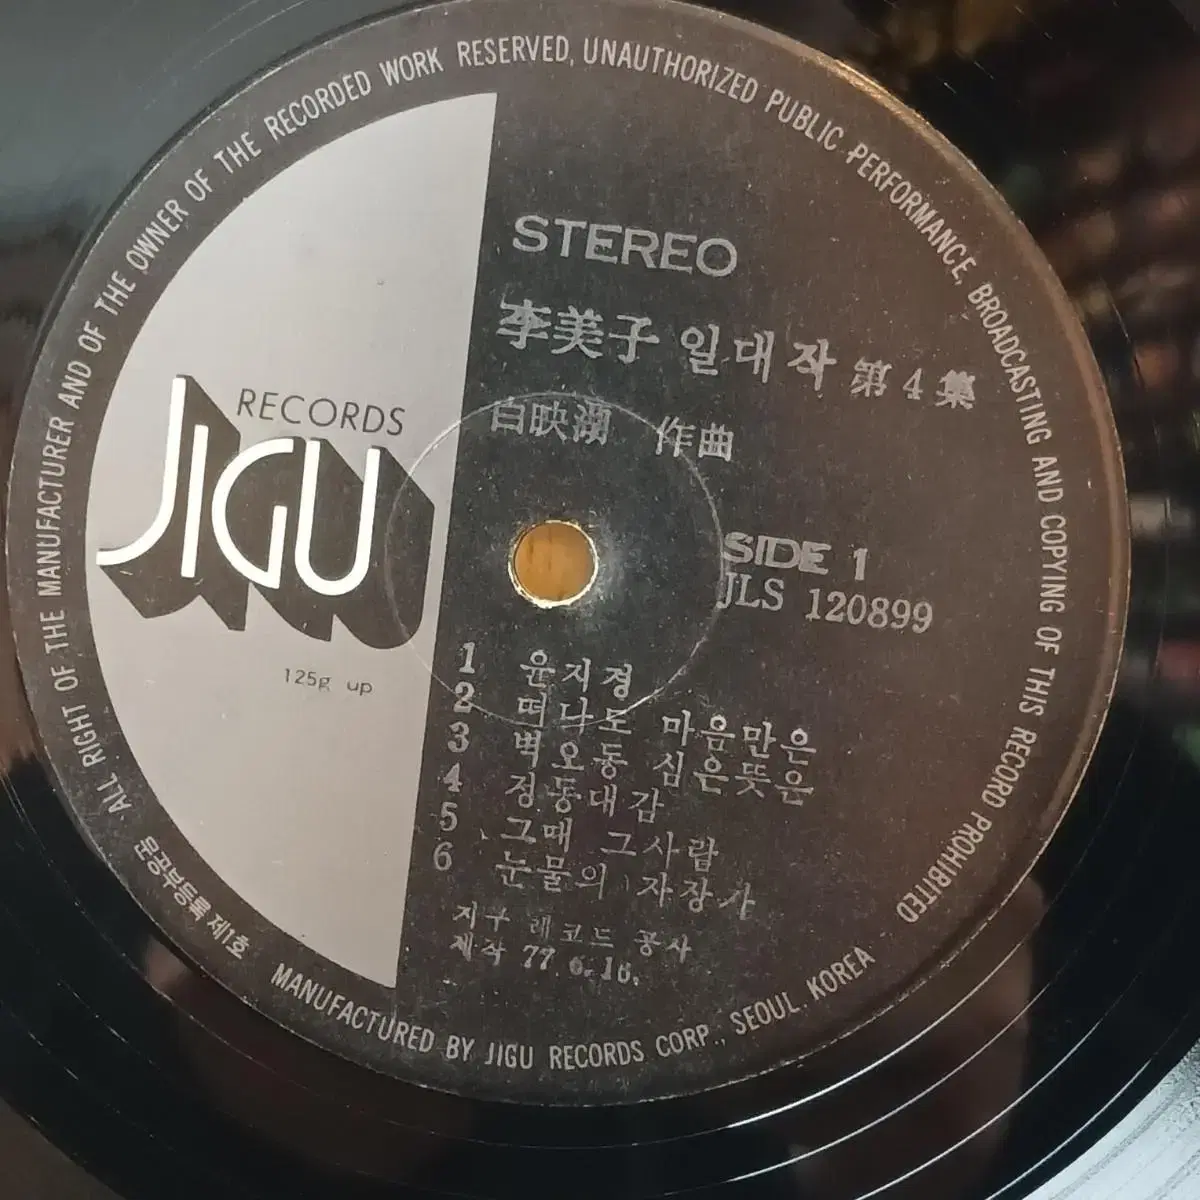 ALL RIGHT OF THE MANUFACTURER AND OF THE OWNER OF THE RECORDED WORK RESERVED, UNAUTHORIZED PUBLIC PERFORMANCE, BROADCASTING AND COPYING OF THIS RECORD PROHIBITED
STEREO
李美子 일대작 第4集
白映湖 作曲
RECORDS
JIGU
125g up
SIDE 1
JLS 120899
1 윤지경
2 떠나도 마음만은
3 벽오동 심은뜻은
4 정동대감
5 그때 그사람
6 눈물의 자장가
지구 레코드 공사
제작 77.6.16.
문공부등록 제1호
MANUFACTURED BY JIGU RECORDS CORP., SEOUL, KOREA